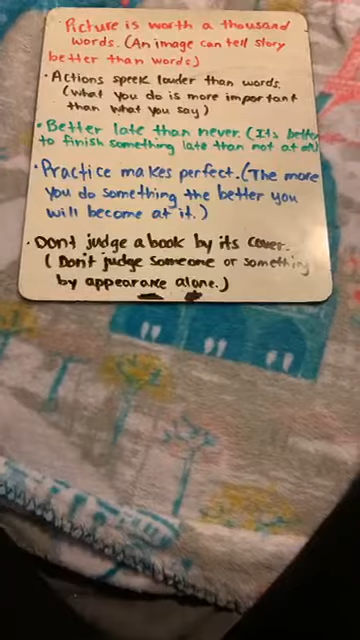 Picture is worth a thousand
words. (An image can tell story
better than words)
• Actions speek louder than words.
(what you do is more important
than what you say)
• Better late than never. (Its better
to finish something late than not at all)
• Practice makes perfect. (The more
you do something the better you
will become at it.)
• Dont judge a book by its cover.
( Don't judge someone or something
by appearance alone.)